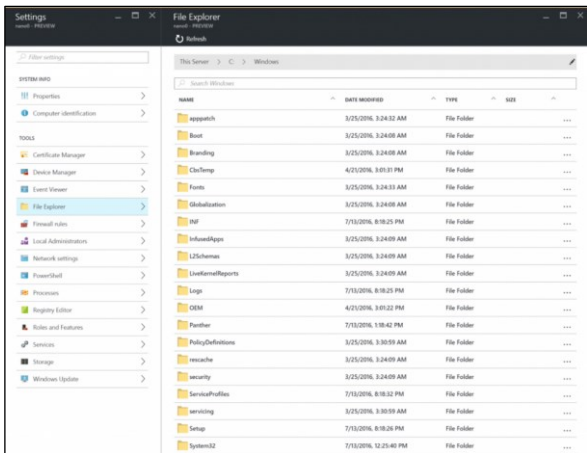 Settings
nano0 - PREVIEW
Filter settings
SYSTEM INFO
Properties
Computer identification
TOOLS
Certificate Manager
Device Manager
Event Viewer
File Explorer
Firewall rules
Local Administrators
Network settings
PowerShell
Processes
Registry Editor
Roles and Features
Services
Storage
Windows Update
File Explorer
PREVIEW
Refresh
This Server > C > Windows
Search Windows
NAME DATE MODIFIED TYPE SIZE
apppatch 3/25/2016, 3:24:32 AM File Folder ...
Boot 3/25/2016, 3:24:08 AM File Folder ...
Branding 3/25/2016, 3:24:08 AM File Folder ...
CbsTemp 4/21/2016, 3:01:31 PM File Folder ...
Fonts 3/25/2016, 3:24:33 AM File Folder ...
Globalization 3/25/2016, 3:24:08 AM File Folder ...
INF 7/13/2016, 8:18:25 PM File Folder ...
InfusedApps 3/25/2016, 3:24:09 AM File Folder ...
L2Schemas 3/25/2016, 3:24:09 AM File Folder ...
LiveKernelReports 3/25/2016, 3:24:09 AM File Folder ...
Logs 7/13/2016, 8:18:25 PM File Folder ...
OEM 4/21/2016, 3:01:22 PM File Folder ...
Panther 7/13/2016, 1:18:42 PM File Folder ...
PolicyDefinitions 3/25/2016, 3:30:59 AM File Folder ...
rescache 3/25/2016, 3:24:09 AM File Folder ...
security 3/25/2016, 3:24:09 AM File Folder ...
ServiceProfiles 7/13/2016, 8:18:32 PM File Folder ...
servicing 3/25/2016, 3:30:59 AM File Folder ...
Setup 7/13/2016, 8:18:26 PM File Folder ...
System32 7/13/2016, 12:25:40 PM File Folder ...